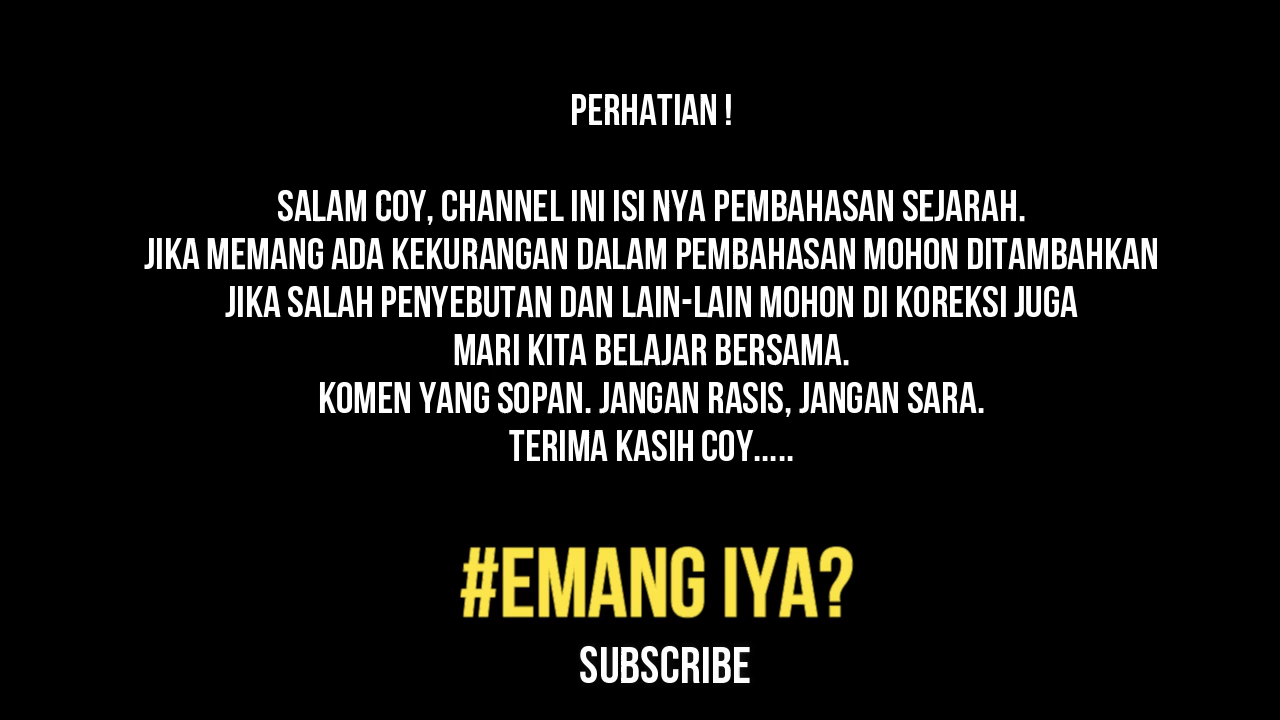 PERHATIAN !
SALAM COY, CHANNEL INI ISI NYA PEMBAHASAN SEJARAH.
JIKA MEMANG ADA KEKURANGAN DALAM PEMBAHASAN MOHON DITAMBAHKAN
JIKA SALAH PENYEBUTAN DAN LAIN-LAIN MOHON DI KOREKSI JUGA
MARI KITA BELAJAR BERSAMA.
KOMEN YANG SOPAN. JANGAN RASIS, JANGAN SARA.
TERIMA KASIH COY.....
#EMANG IYA?
SUBSCRIBE